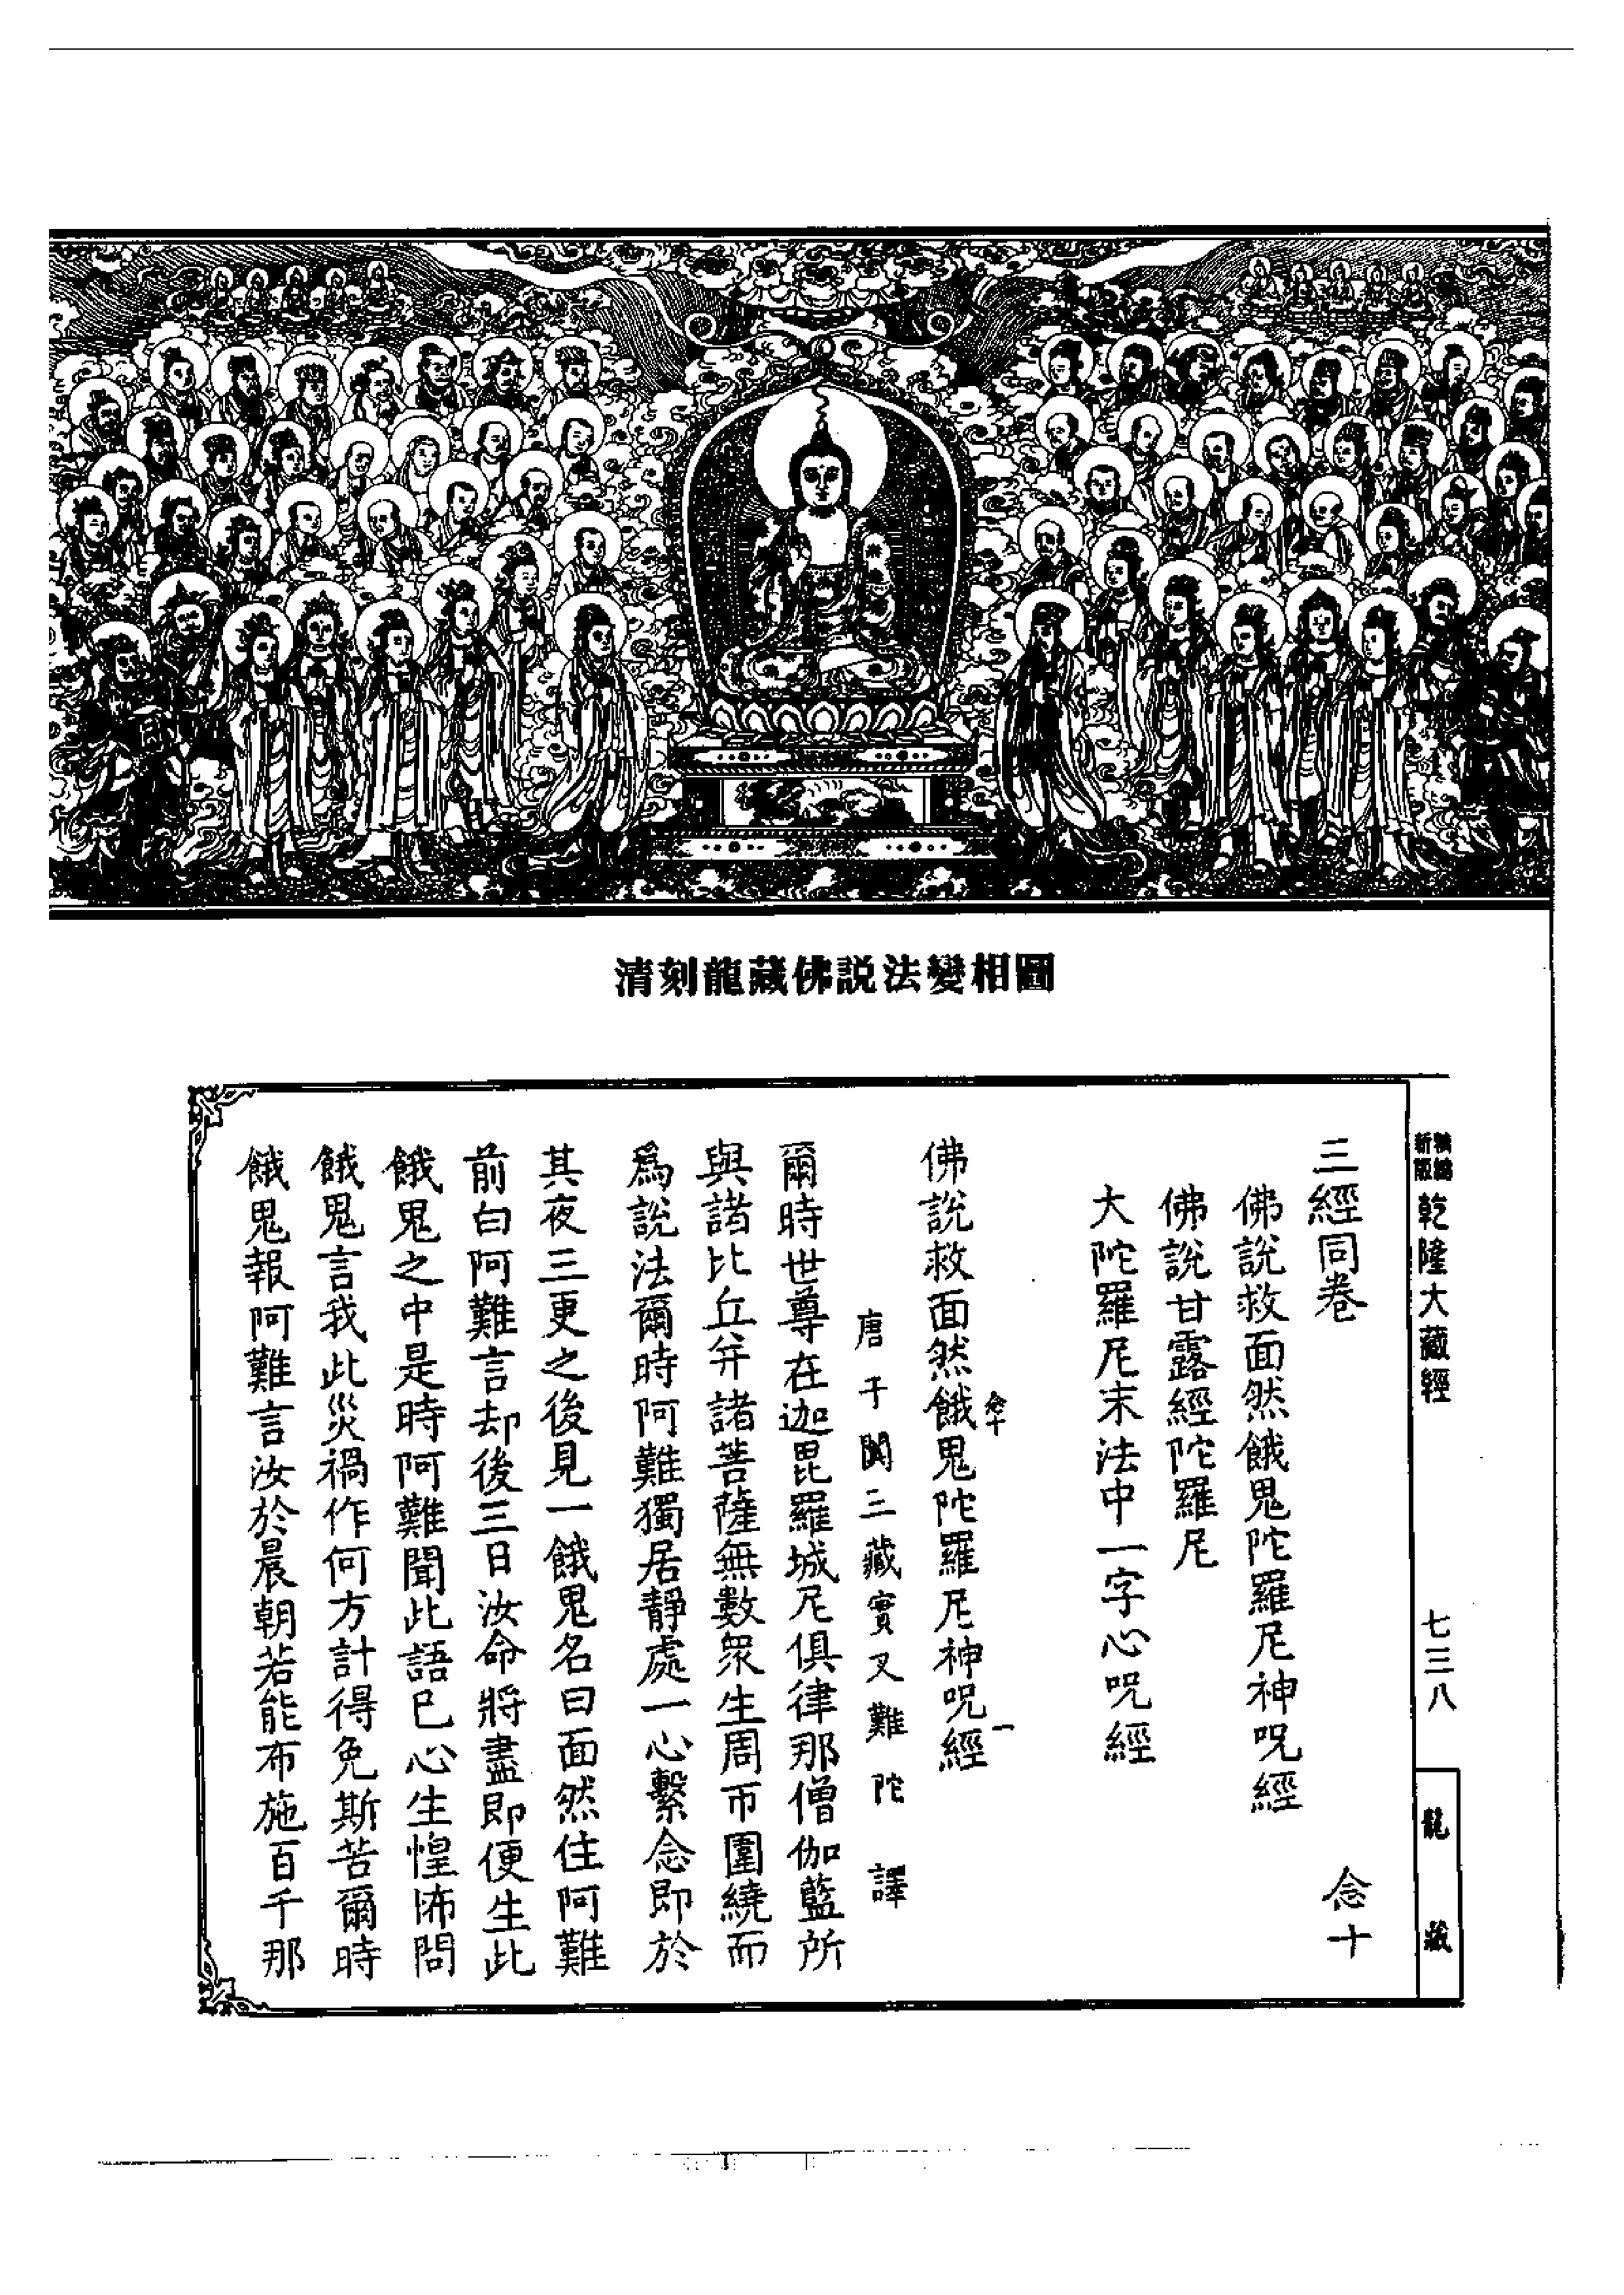 清刻龍藏佛説法變相圖
新版
精編
乾隆大藏經
七三八
龍藏
三經同卷 念十
佛說救面然餓鬼陀羅尼神呪經
佛說甘露經陀羅尼
大陀羅尼末法中一字心呪經
念十 一
佛說救面然餓鬼陀羅尼神呪經
唐于闐三藏實叉難陀 譯
爾時世尊在迦毘羅城尼俱律那僧伽藍所
與諸比丘幷諸菩薩無數衆生周帀圍繞而
爲說法爾時阿難獨居靜處一心繫念即於
其夜三更之後見一餓鬼名曰面然住阿難
前白阿難言却後三日汝命將盡即便生此
餓鬼之中是時阿難聞此語已心生惶怖問
餓鬼言我此災禍作何方計得免斯苦爾時
餓鬼報阿難言汝於晨朝若能布施百千那